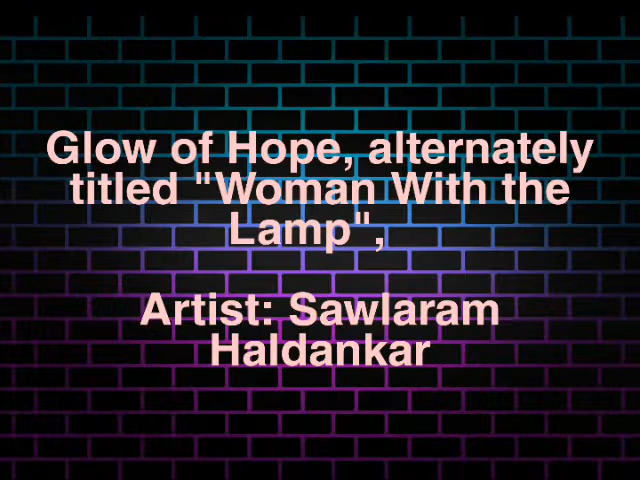 Glow of Hope, alternately
titled "Woman With the
Lamp",
Artist: Sawlaram
Haldankar